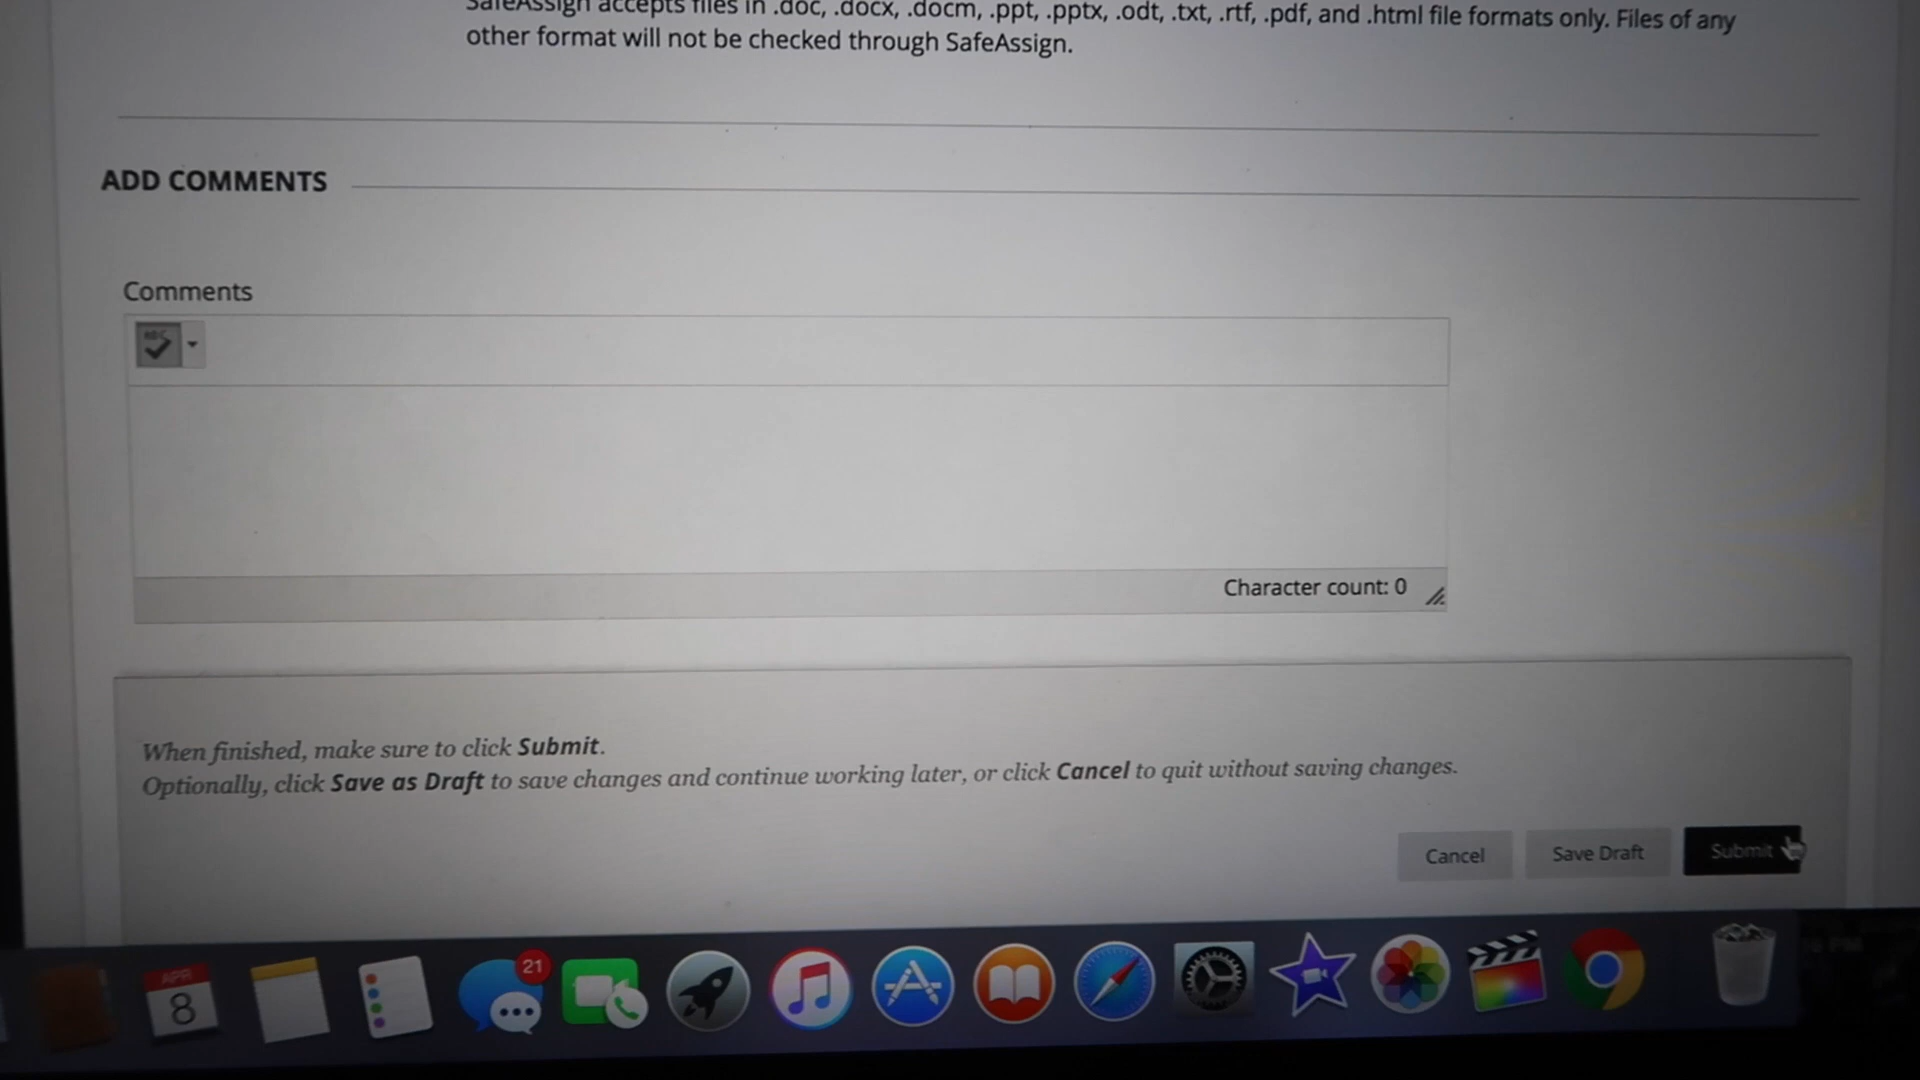 SafeAssign accepts files in .doc, .docx, .docm, .ppt, .pptx, .odt, .txt, .rtf, .pdf, and .html file formats only. Files of any
other format will not be checked through SafeAssign.
ADD COMMENTS
Comments
ABC
Character count: 0
When finished, make sure to click Submit.
Optionally, click Save as Draft to save changes and continue working later, or click Cancel to quit without saving changes.
Cancel
Save Draft
Submit
APR
8
21